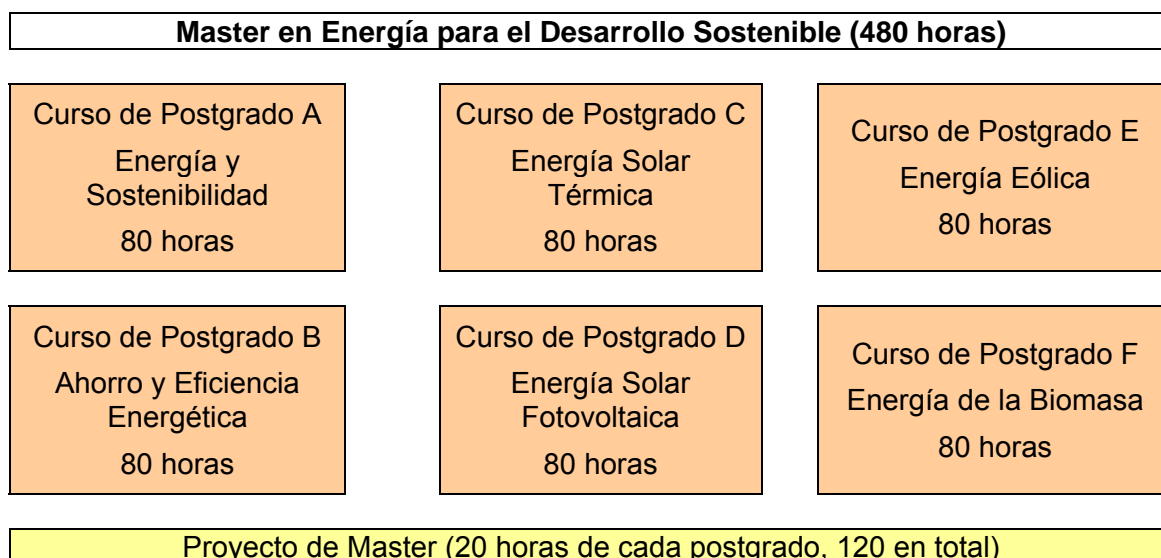 Master en Energía para el Desarrollo Sostenible (480 horas)
Curso de Postgrado A
Energía y
Sostenibilidad
80 horas
Curso de Postgrado C
Energía Solar
Térmica
80 horas
Curso de Postgrado E
Energía Eólica
80 horas
Curso de Postgrado B
Ahorro y Eficiencia
Energética
80 horas
Curso de Postgrado D
Energía Solar
Fotovoltaica
80 horas
Curso de Postgrado F
Energía de la Biomasa
80 horas
Proyecto de Master (20 horas de cada postgrado, 120 en total)